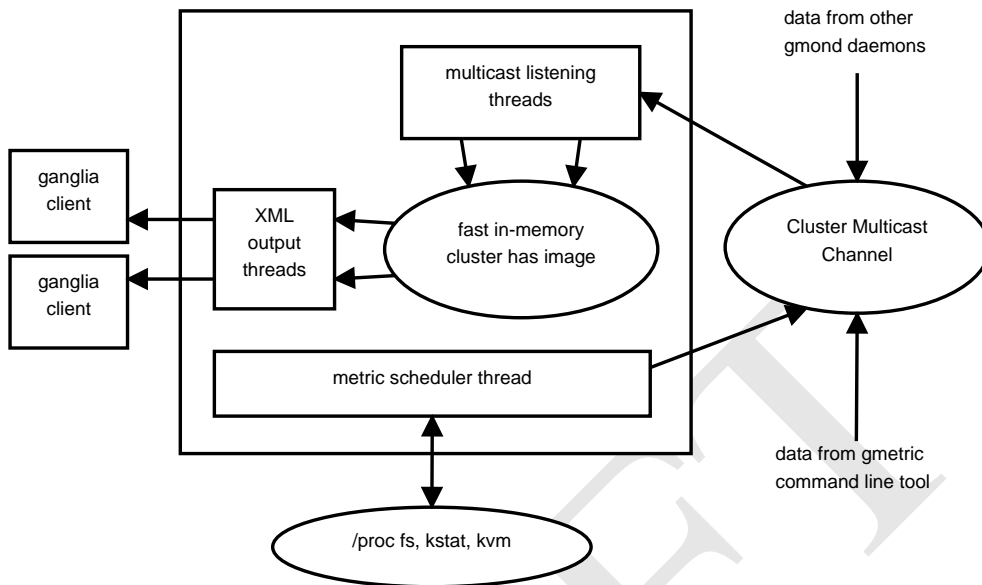 data from other
gmond daemons
multicast listening
threads
ganglia
client
XML
output
threads
fast in-memory
cluster has image
Cluster Multicast
Channel
ganglia
client
metric scheduler thread
data from gmetric
command line tool
/proc fs, kstat, kvm